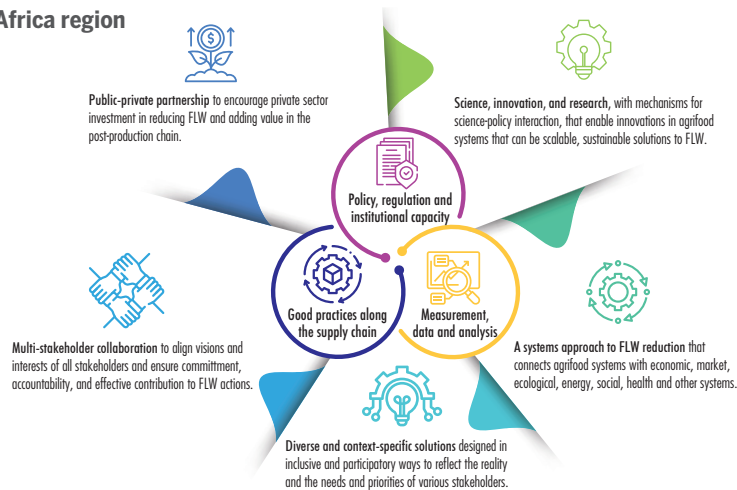 Africa region
Public-private partnership to encourage private sector
investment in reducing FLW and adding value in the
post-production chain.
Science, innovation, and research, with mechanisms for
science-policy interaction, that enable innovations in agrifood
systems that can be scalable, sustainable solutions to FLW.
Policy, regulation and
institutional capacity
Good practices along
the supply chain
Measurement,
data and analysis
Multi-stakeholder collaboration to align visions and
interests of all stakeholders and ensure committment,
accountability, and effective contribution to FLW actions.
A systems approach to FLW reduction that
connects agrifood systems with economic, market,
ecological, energy, social, health and other systems.
Diverse and context-specific solutions designed in
inclusive and participatory ways to reflect the reality
and the needs and priorities of various stakeholders.